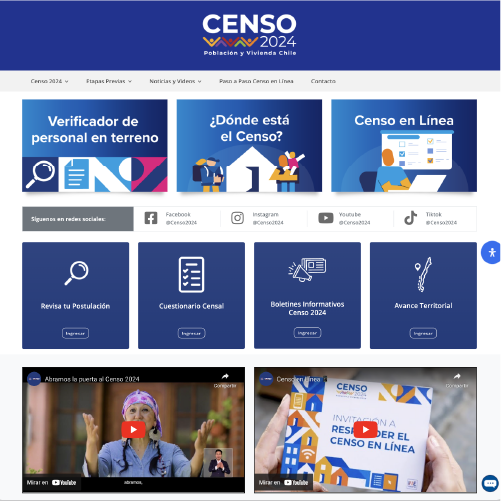 CENSO
2024
Población y Vivienda Chile
Censo 2024
Etapas Previas
Noticias y Videos
Paso a Paso Censo en Línea
Contacto
Verificador de
personal en terreno
¿Dónde está
el Censo?
Censo en Línea
Síguenos en redes sociales:
Facebook
@Censo2024
Instagram
@Censo2024
Youtube
@Censo2024
Tiktok
@Censo2024
Revisa tu Postulación
Ingresar
Cuestionario Censal
Ingresar
Boletines Informativos
Censo 2024
Ingresar
Avance Territorial
Ingresar
Abramos la puerta al Censo 2024
Compartir
abramos,
Mirar en YouTube
Censo en Línea
Compartir
CENSO
2024
INVITACIÓN A
RESPONDER EL
CENSO EN LÍNEA
Mirar en YouTube